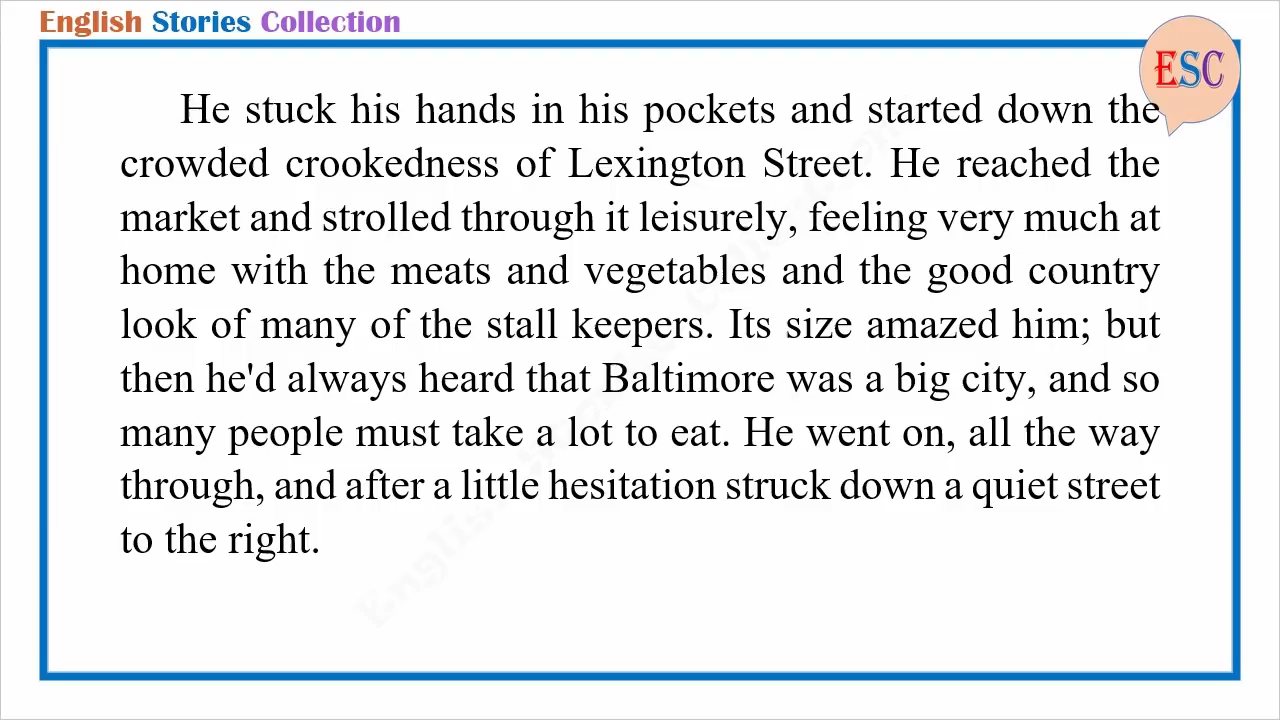 English Stories Collection
ESC
He stuck his hands in his pockets and started down the
crowded crookedness of Lexington Street. He reached the
market and strolled through it leisurely, feeling very much at
home with the meats and vegetables and the good country
look of many of the stall keepers. Its size amazed him; but
then he'd always heard that Baltimore was a big city, and so
many people must take a lot to eat. He went on, all the way
through, and after a little hesitation struck down a quiet street
to the right.